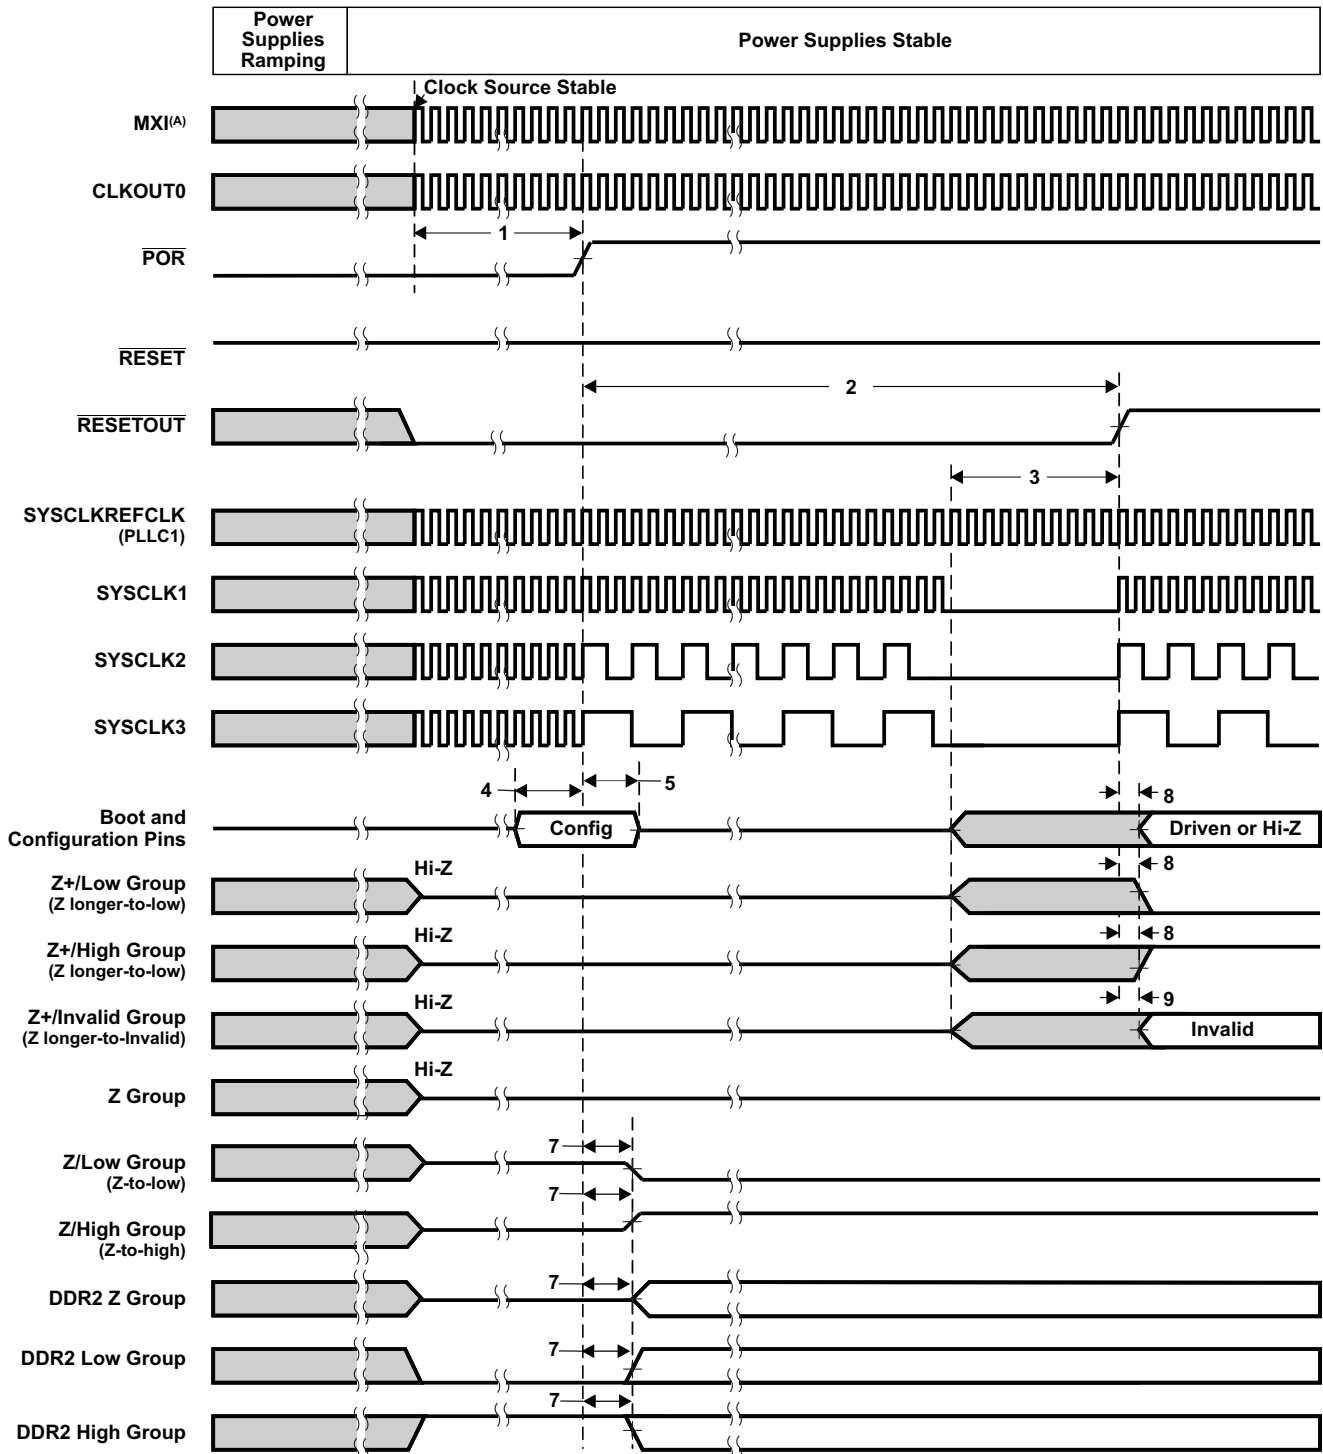 Power
Supplies
Ramping
Power Supplies Stable
Clock Source Stable
MXI(A)
CLKOUT0
1
POR
RESET
2
RESETOUT
3
SYSCLKREFCLK
(PLLC1)
SYSCLK1
SYSCLK2
SYSCLK3
4
5
8
Boot and
Configuration Pins
Config
Driven or Hi-Z
Hi-Z
8
Z+/Low Group
(Z longer-to-low)
Hi-Z
8
Z+/High Group
(Z longer-to-low)
Hi-Z
9
Z+/Invalid Group
(Z longer-to-Invalid)
Invalid
Hi-Z
Z Group
7
Z/Low Group
(Z-to-low)
7
Z/High Group
(Z-to-high)
7
DDR2 Z Group
7
DDR2 Low Group
7
DDR2 High Group